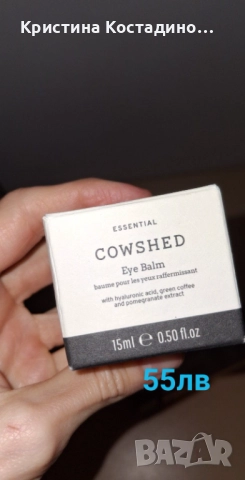 Кристина Костадино...
ESSENTIAL
COWSHED
Eye Balm
baume pour les yeux raffermissant
with hyaluronic acid, green coffee
and pomegranate extract
15ml e 0.50 fl.oz
55лв
BAZAR